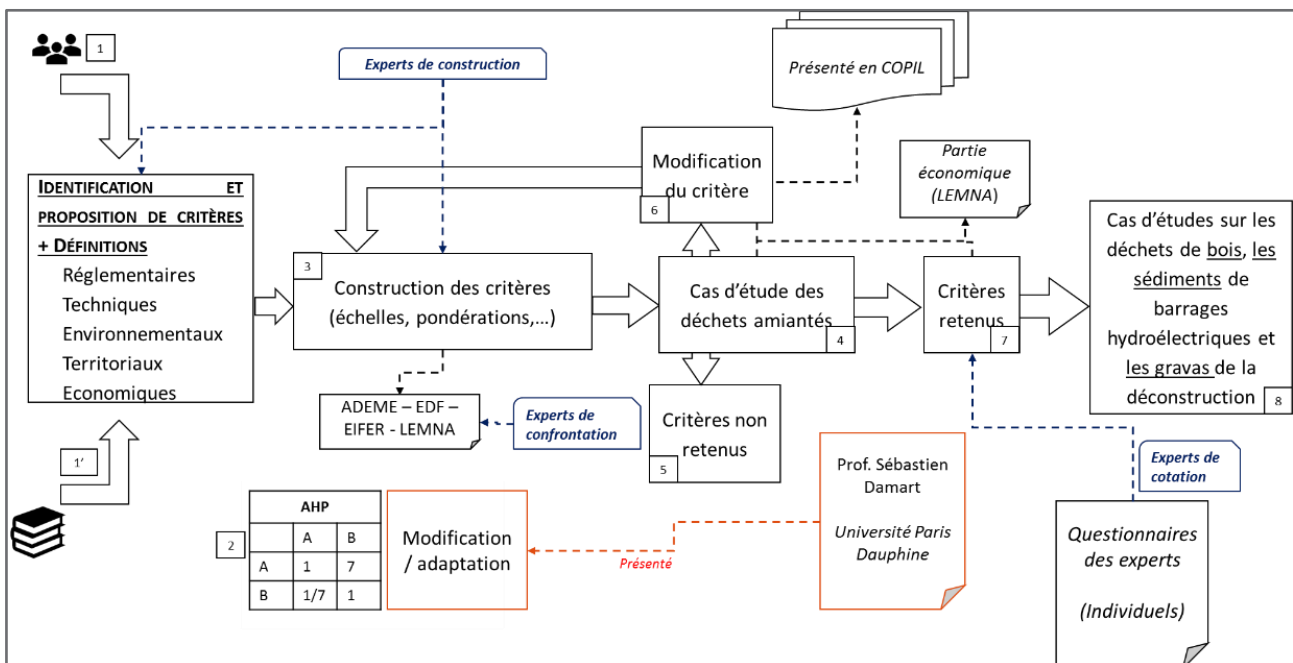 1
Experts de construction
Présenté en COPIL
IDENTIFICATION ET
PROPOSITION DE CRITÈRES
+ DÉFINITIONS
Réglementaires
Techniques
Environnementaux
Territoriaux
Economiques
1’
3
Construction des critères
(échelles, pondérations,...)
ADEME – EDF –
EIFER - LEMNA
Experts de
confrontation
Modification
du critère
6
Cas d’étude des
déchets amiantés
4
Critères non
retenus
5
Partie
économique
(LEMNA)
Critères
retenus
7
Cas d’études sur les
déchets de bois, les
sédiments de
barrages
hydroélectriques et
les gravas de la
déconstruction
8
2
AHP
A B
A 1 7
B 1/7 1
Modification
/ adaptation
Présenté
Prof. Sébastien
Damart
Université Paris
Dauphine
Experts de
cotation
Questionnaires
des experts
(Individuels)